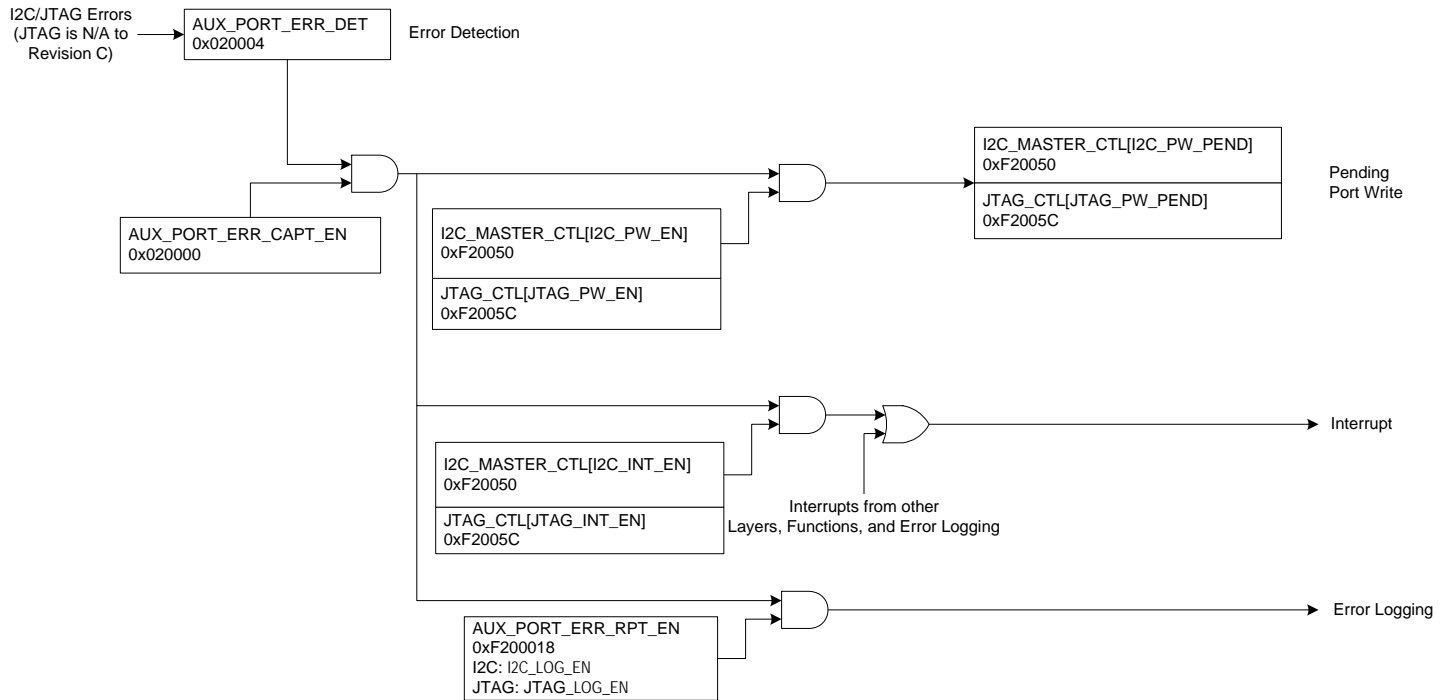 I2C/JTAG Errors
(JTAG is N/A to
Revision C)
AUX_PORT_ERR_DET
0x020004
Error Detection
AUX_PORT_ERR_CAPT_EN
0x020000
I2C_MASTER_CTL[I2C_PW_EN]
0xF20050
JTAG_CTL[JTAG_PW_EN]
0xF2005C
I2C_MASTER_CTL[I2C_PW_PEND]
0xF20050
JTAG_CTL[JTAG_PW_PEND]
0xF2005C
Pending
Port Write
I2C_MASTER_CTL[I2C_INT_EN]
0xF20050
JTAG_CTL[JTAG_INT_EN]
0xF2005C
Interrupts from other
Layers, Functions, and Error Logging
Interrupt
AUX_PORT_ERR_RPT_EN
0xF200018
I2C: I2C_LOG_EN
JTAG: JTAG_LOG_EN
Error Logging